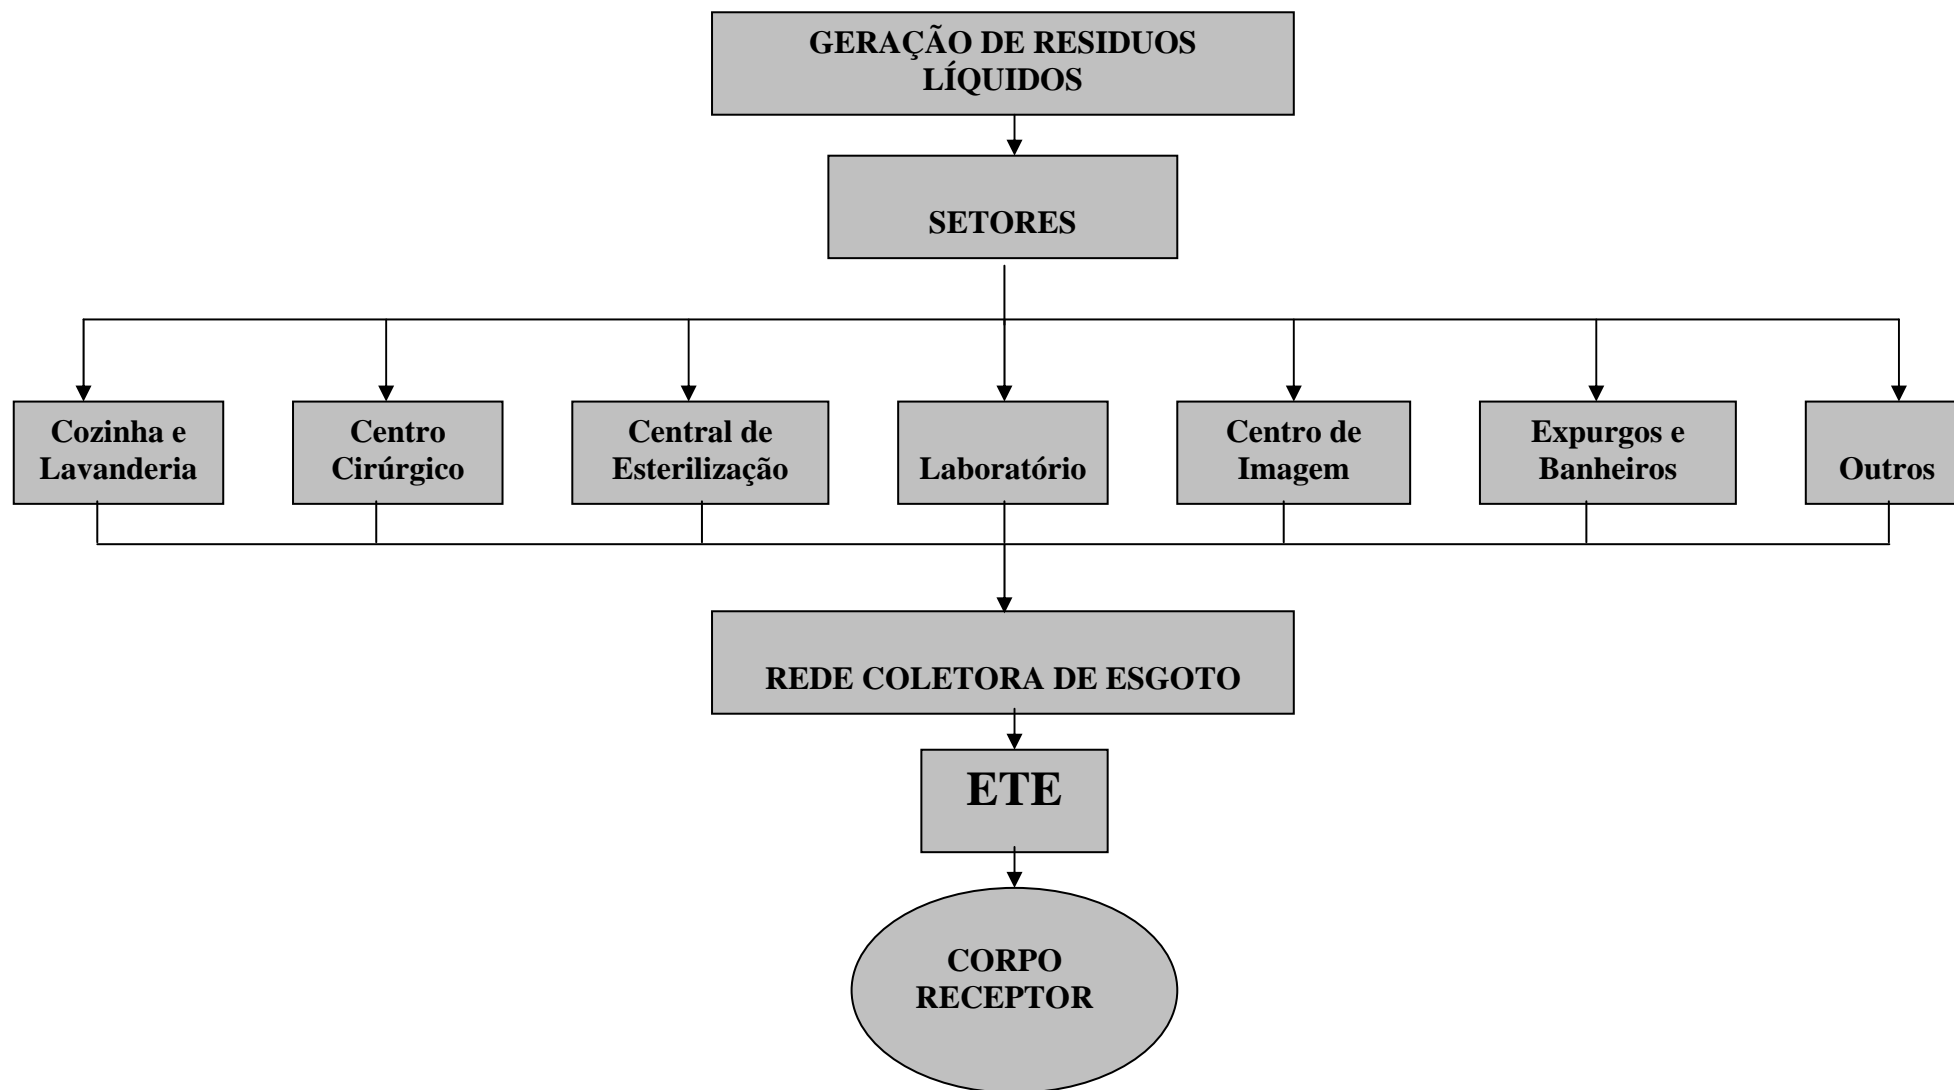 GERAÇÃO DE RESIDUOS
LÍQUIDOS
SETORES
Cozinha e
Lavanderia
Centro
Cirúrgico
Central de
Esterilização
Laboratório
Centro de
Imagem
Expurgos e
Banheiros
Outros
REDE COLETORA DE ESGOTO
ETE
CORPO
RECEPTOR